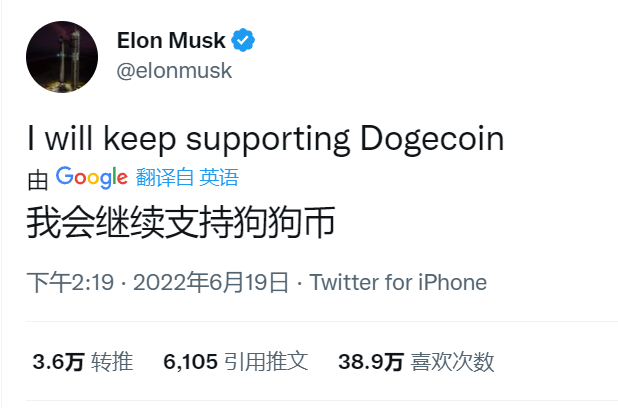 Elon Musk
@elonmusk
I will keep supporting Dogecoin
由 Google 翻译自 英语
我会继续支持狗狗币
下午2:19 · 2022年6月19日 · Twitter for iPhone
3.6万 转推 6,105 引用推文 38.9万 喜欢次数